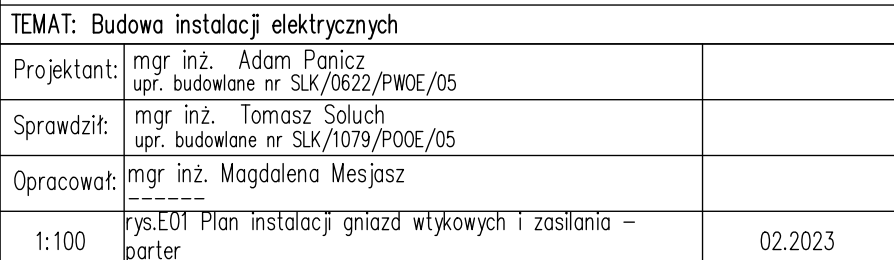 TEMAT: Budowa instalacji elektrycznych
Projektant:
mgr inż. Adam Panicz
upr. budowlane nr SLK/0622/PWOE/05
Sprawdził:
mgr inż. Tomasz Soluch
upr. budowlane nr SLK/1079/POOE/05
Opracował:
mgr inż. Magdalena Mesjasz
------
1:100
rys.E01 Plan instalacji gniazd wtykowych i zasilania –
parter
02.2023